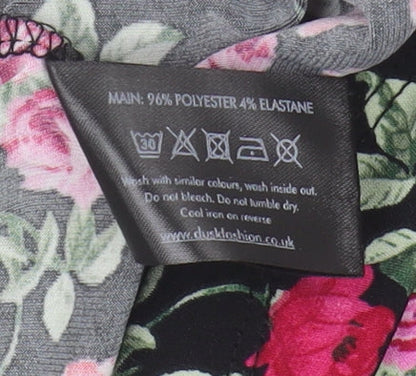 MAIN: 96% POLYESTER 4% ELASTANE
30
Wash with similar colours, wash inside out.
Do not bleach. Do not tumble dry.
Cool iron on reverse
www.duskfashion.co.uk